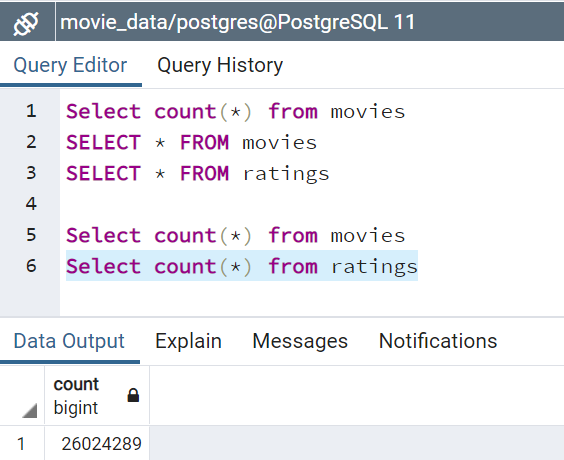 movie_data/postgres@PostgreSQL 11
Query Editor Query History
1 Select count(*) from movies
2 SELECT * FROM movies
3 SELECT * FROM ratings
4
5 Select count(*) from movies
6 Select count(*) from ratings
Data Output Explain Messages Notifications
count
bigint
1 26024289